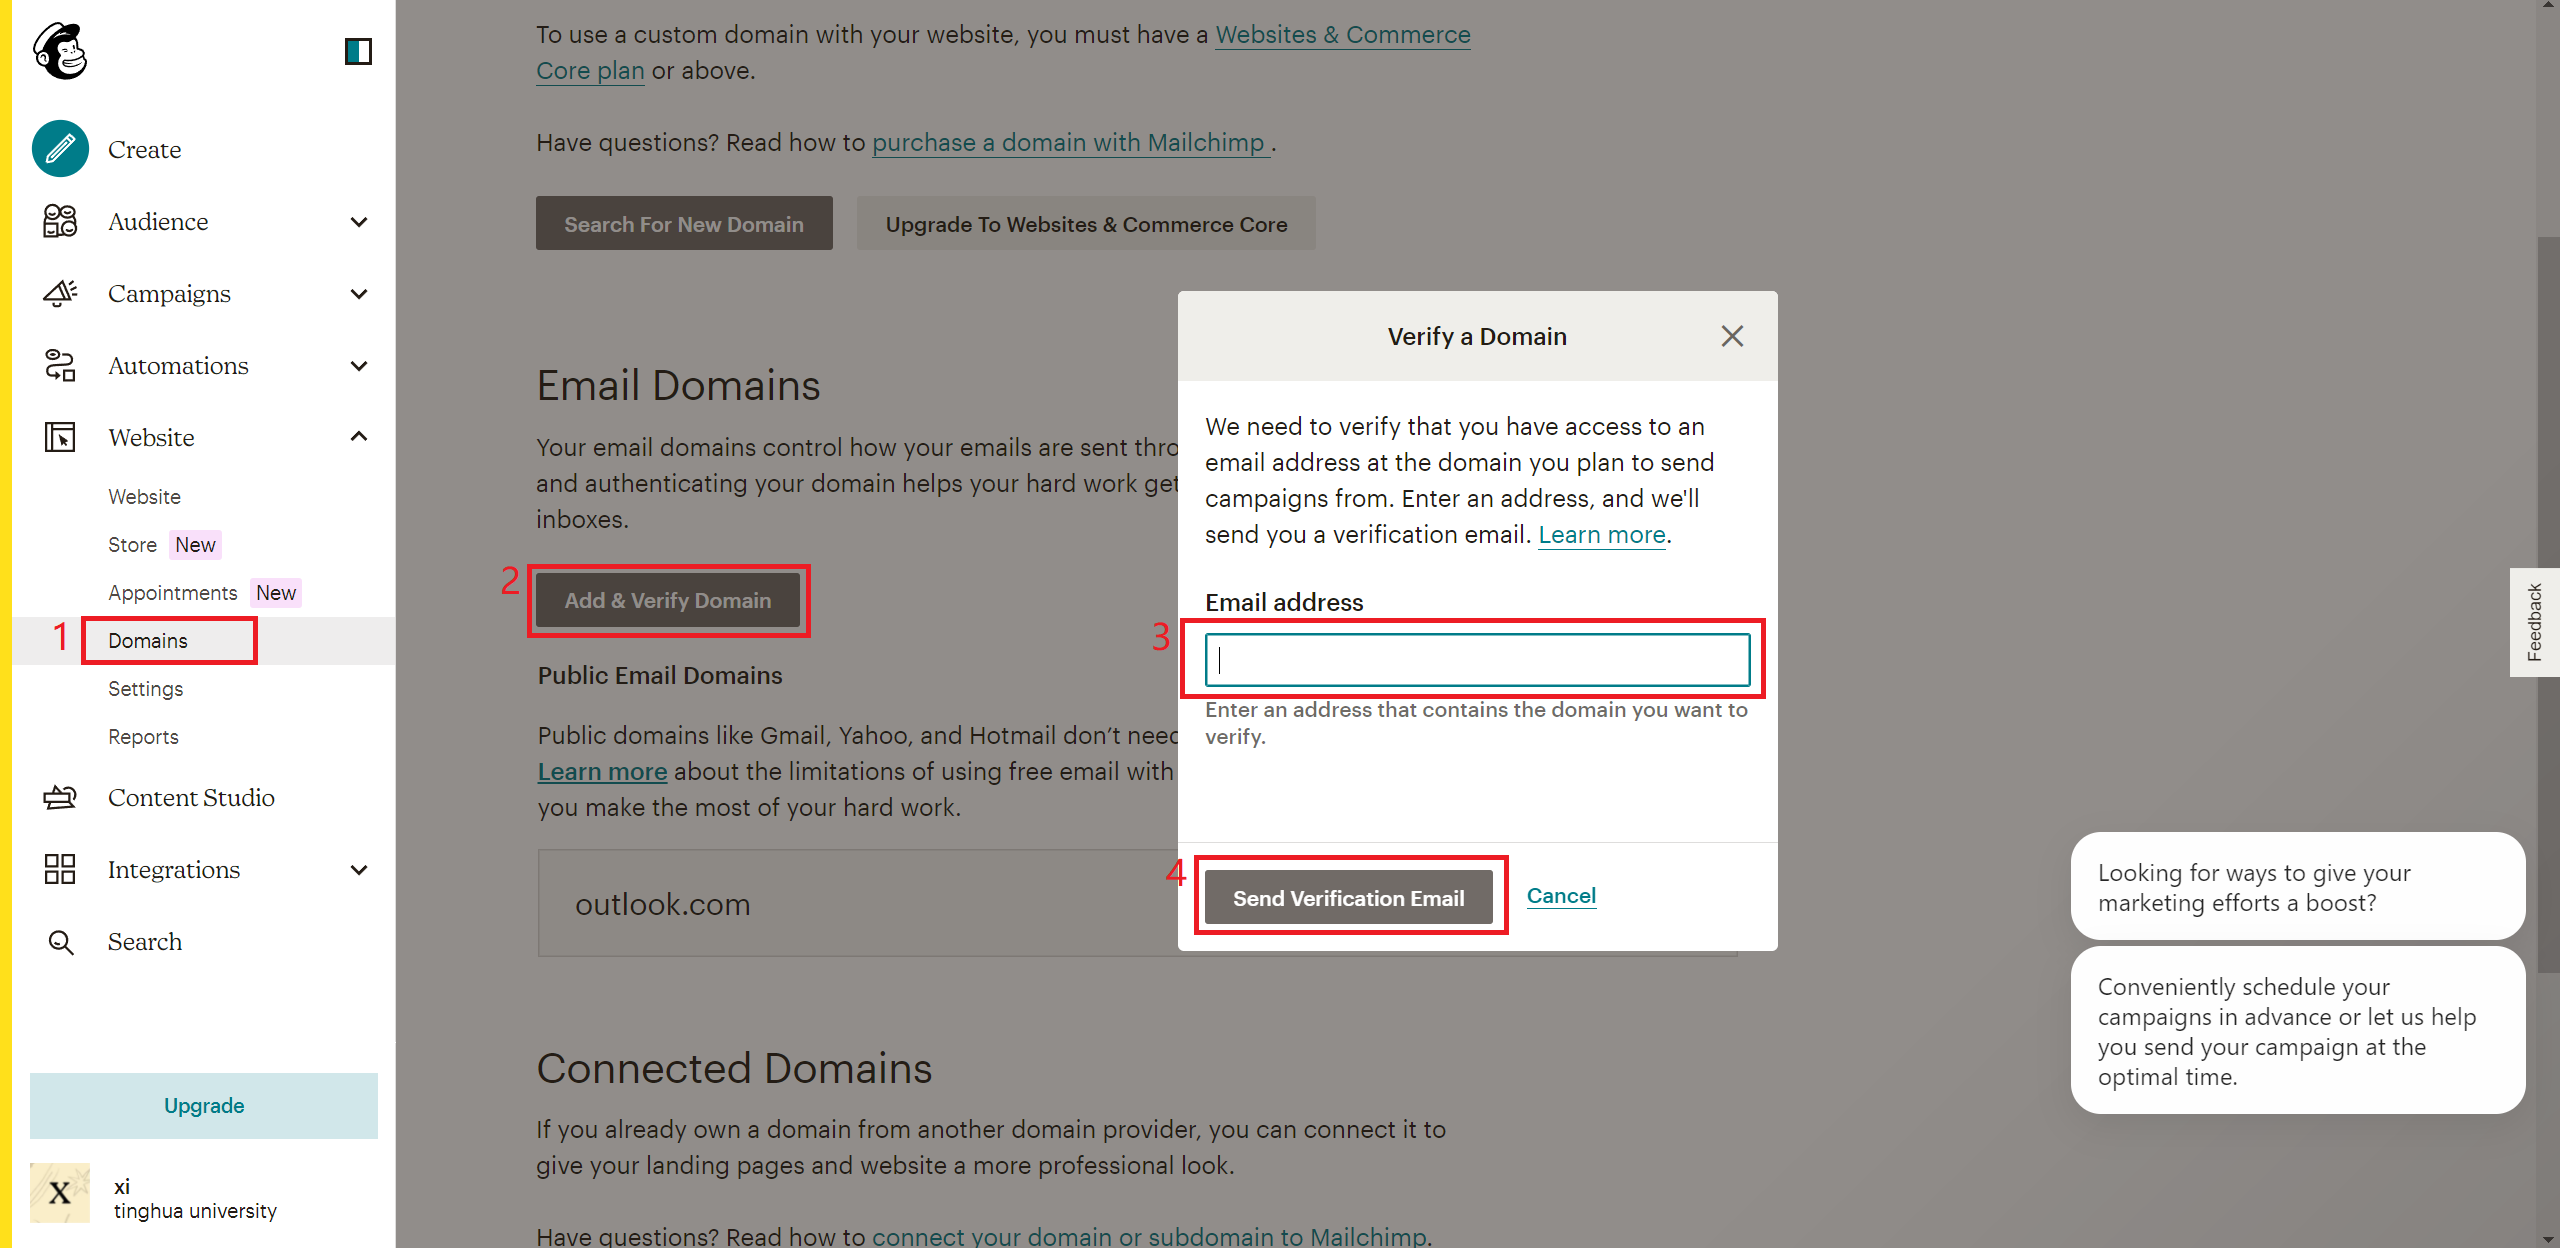 Create
Audience
Campaigns
Automations
Website
Website
Store New
Appointments New
1 Domains
Settings
Reports
Content Studio
Integrations
Search
Upgrade
X
xi
tinghua university
To use a custom domain with your website, you must have a Websites & Commerce
Core plan or above.
Have questions? Read how to purchase a domain with Mailchimp .
Search For New Domain Upgrade To Websites & Commerce Core
Email Domains
Your email domains control how your emails are sent thro
and authenticating your domain helps your hard work get
inboxes.
2 Add & Verify Domain
Public Email Domains
Public domains like Gmail, Yahoo, and Hotmail don’t need
Learn more about the limitations of using free email with
you make the most of your hard work.
outlook.com
Connected Domains
If you already own a domain from another domain provider, you can connect it to
give your landing pages and website a more professional look.
Have questions? Read how to connect your domain or subdomain to Mailchimp.
Verify a Domain
We need to verify that you have access to an
email address at the domain you plan to send
campaigns from. Enter an address, and we'll
send you a verification email. Learn more.
Email address
3
Enter an address that contains the domain you want to
verify.
4 Send Verification Email Cancel
Feedback
Looking for ways to give your
marketing efforts a boost?
Conveniently schedule your
campaigns in advance or let us help
you send your campaign at the
optimal time.